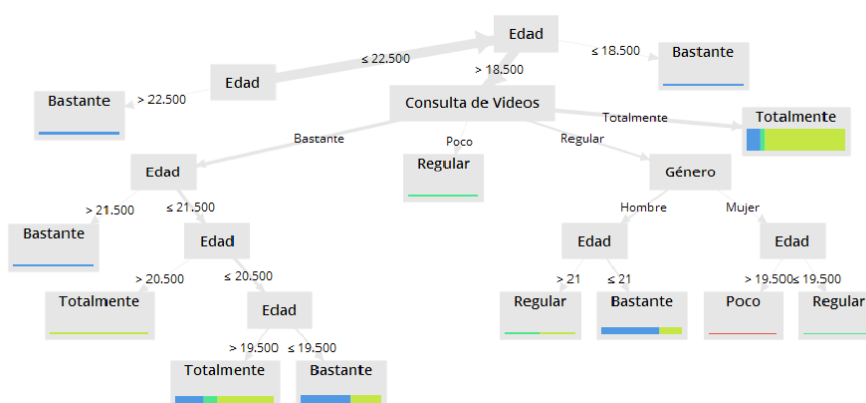 Edad
≤ 22.500
≤ 18.500
Bastante
> 18.500
Edad
> 22.500
Bastante
Consulta de Videos
Totalmente
Totalmente
Bastante
Poco
Regular
Regular
Edad
Género
> 21.500
≤ 21.500
Hombre
Mujer
Bastante
Edad
Edad
Edad
> 20.500
≤ 20.500
> 21
≤ 21
> 19.500
≤ 19.500
Totalmente
Edad
Regular
Bastante
Poco
Regular
> 19.500
≤ 19.500
Totalmente
Bastante